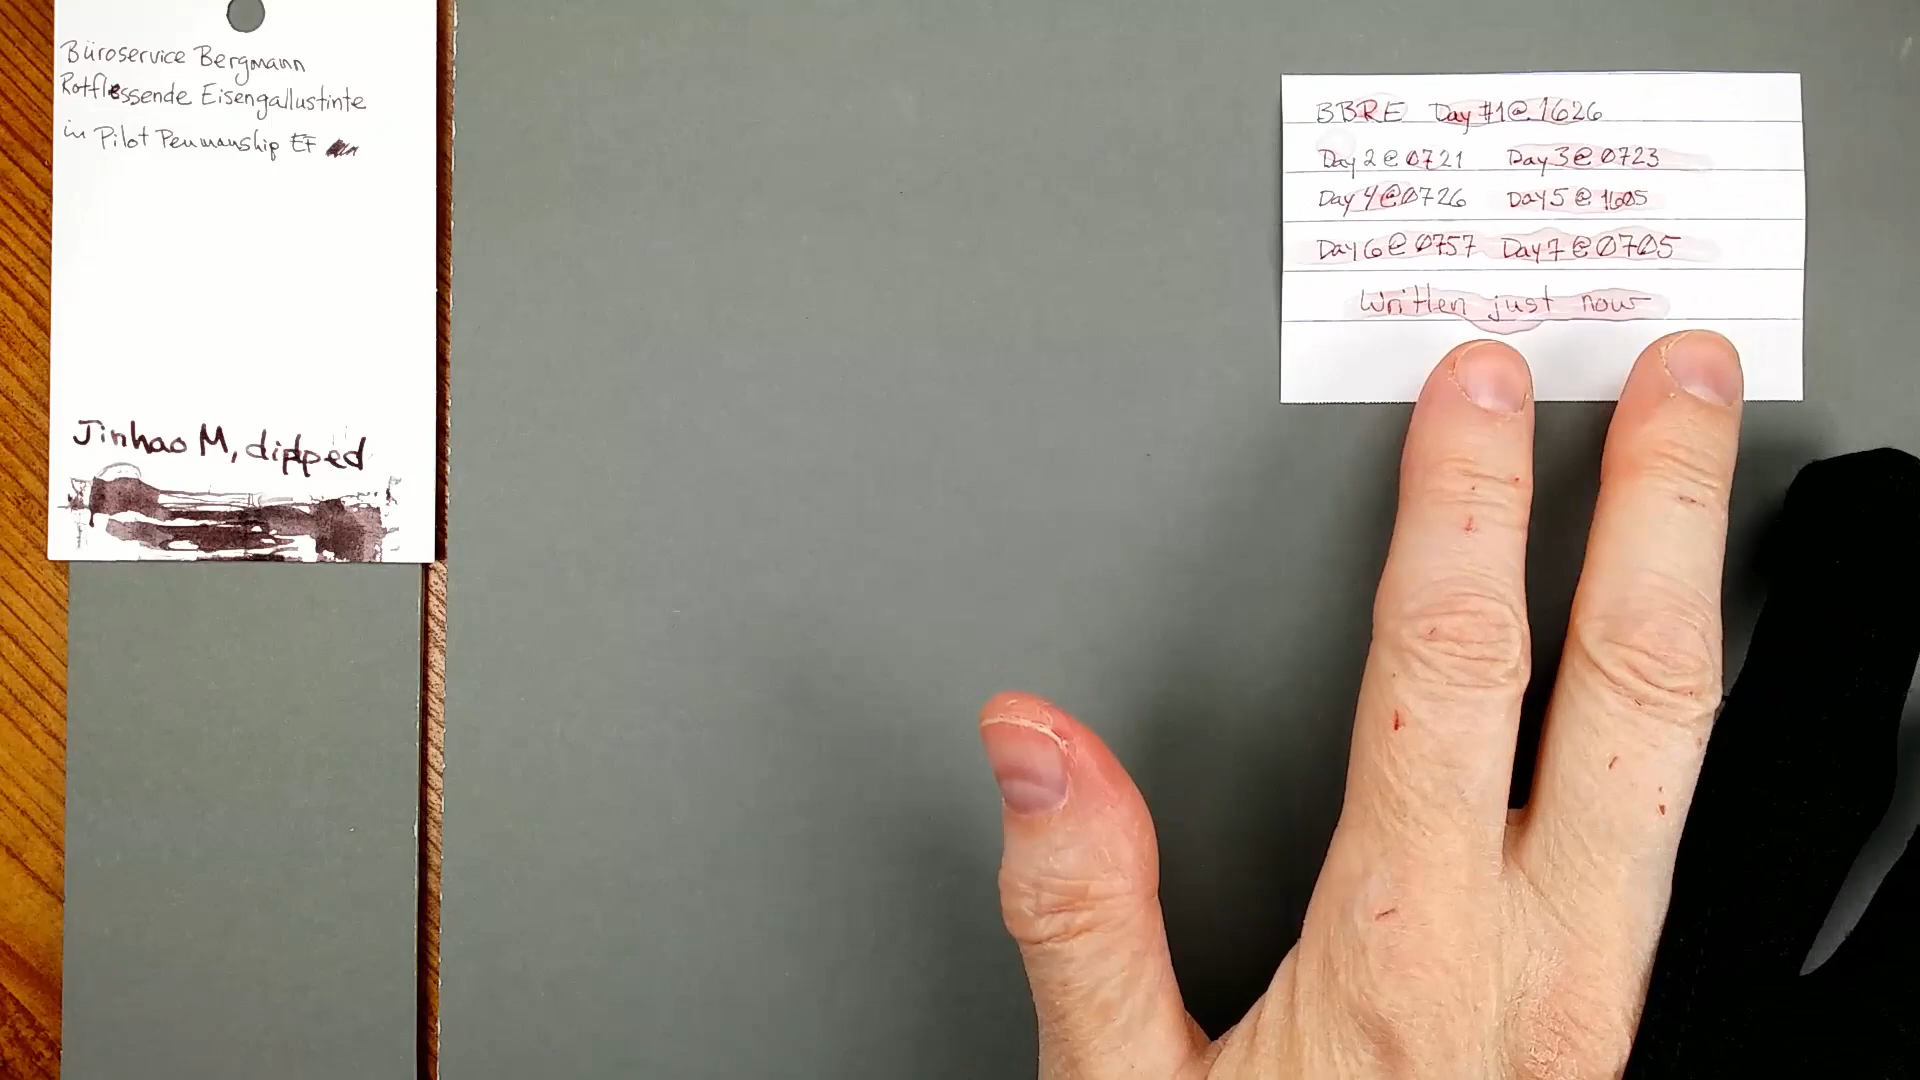 Büroservice Bergmann
Rotflessende Eisengallustinte
in Pilot Penmanship EF
Jinhao M, dipped
BBRE Day #1@ 1626
Day 2 @ 0721 Day 3 @ 0723
Day 4 @ 0726 Day 5 @ 1605
Day 6 @ 0757 Day 7 @ 0705
Written just now